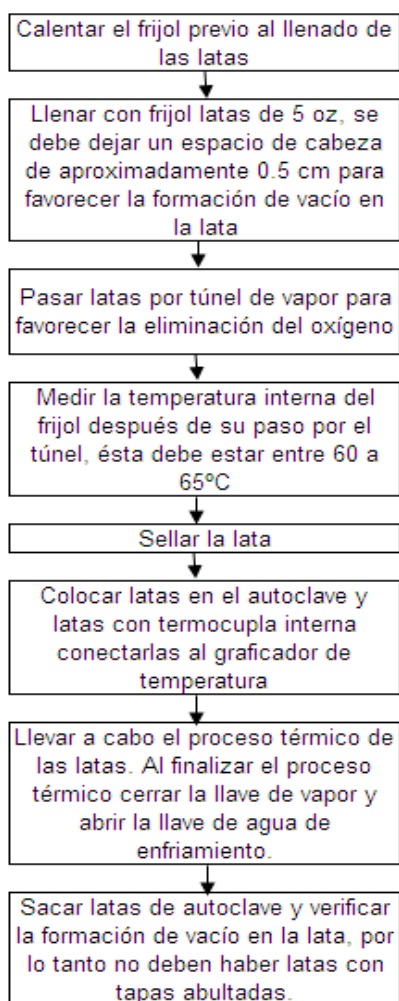 Calentar el frijol previo al llenado de
las latas
Llenar con frijol latas de 5 oz, se
debe dejar un espacio de cabeza
de aproximadamente 0.5 cm para
favorecer la formación de vacío en
la lata
Pasar latas por túnel de vapor para
favorecer la eliminación del oxígeno
Medir la temperatura interna del
frijol después de su paso por el
túnel, ésta debe estar entre 60 a
65ºC
Sellar la lata
Colocar latas en el autoclave y
latas con termocupla interna
conectarlas al graficador de
temperatura
Llevar a cabo el proceso térmico de
las latas. Al finalizar el proceso
térmico cerrar la llave de vapor y
abrir la llave de agua de
enfriamiento.
Sacar latas de autoclave y verificar
la formación de vacío en la lata, por
lo tanto no deben haber latas con
tapas abultadas.